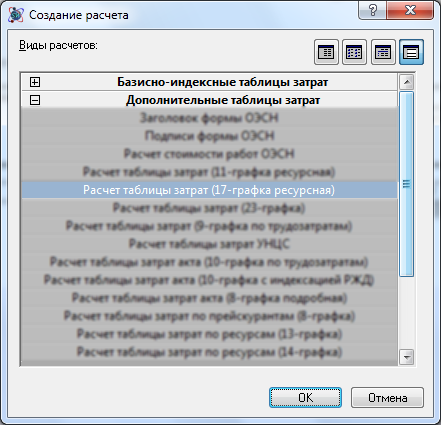 Создание расчета
Виды расчетов:
Базисно-индексные таблицы затрат
Дополнительные таблицы затрат
Заголовок формы ОЭСН
Подписи формы ОЭСН
Расчет стоимости работ ОЭСН
Расчет таблицы затрат (11-графка ресурсная)
Расчет таблицы затрат (17-графка ресурсная)
Расчет таблицы затрат (23-графка)
Расчет таблицы затрат (9-графка по трудозатратам)
Расчет таблицы затрат УНЦС
Расчет таблицы затрат акта (10-графка по трудозатратам)
Расчет таблицы затрат акта (10-графка с индексацией РЖД)
Расчет таблицы затрат акта (8-графка подробная)
Расчет таблицы затрат по прейскурантам (8-графка)
Расчет таблицы затрат по ресурсам (13-графка)
Расчет таблицы затрат по ресурсам (14-графка)
OK
Отмена